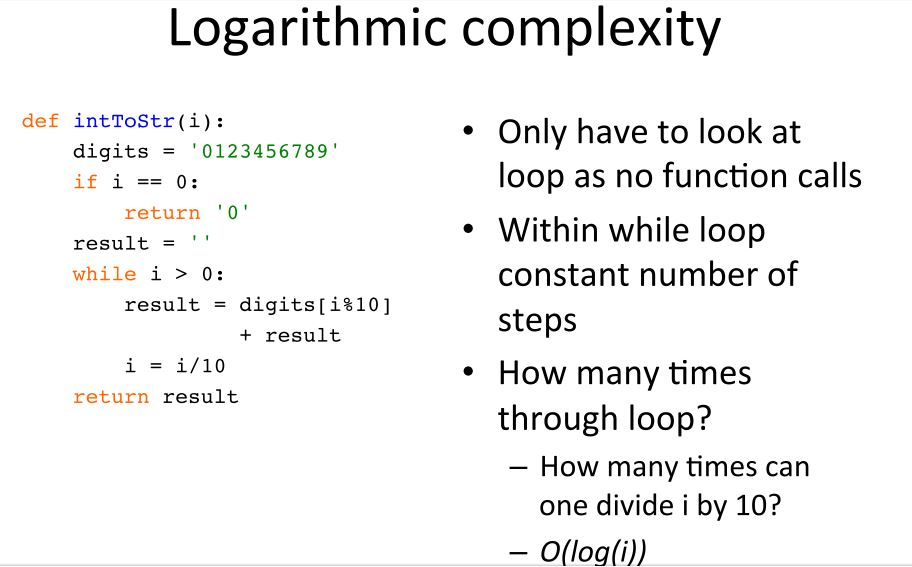 Logarithmic complexity
def intToStr(i):
    digits = '0123456789'
    if i == 0:
        return '0'
    result = ''
    while i > 0:
        result = digits[i%10]
                 + result
        i = i/10
    return result
• Only have to look at
loop as no function calls
• Within while loop
constant number of
steps
• How many times
through loop?
– How many times can
one divide i by 10?
– O(log(i))